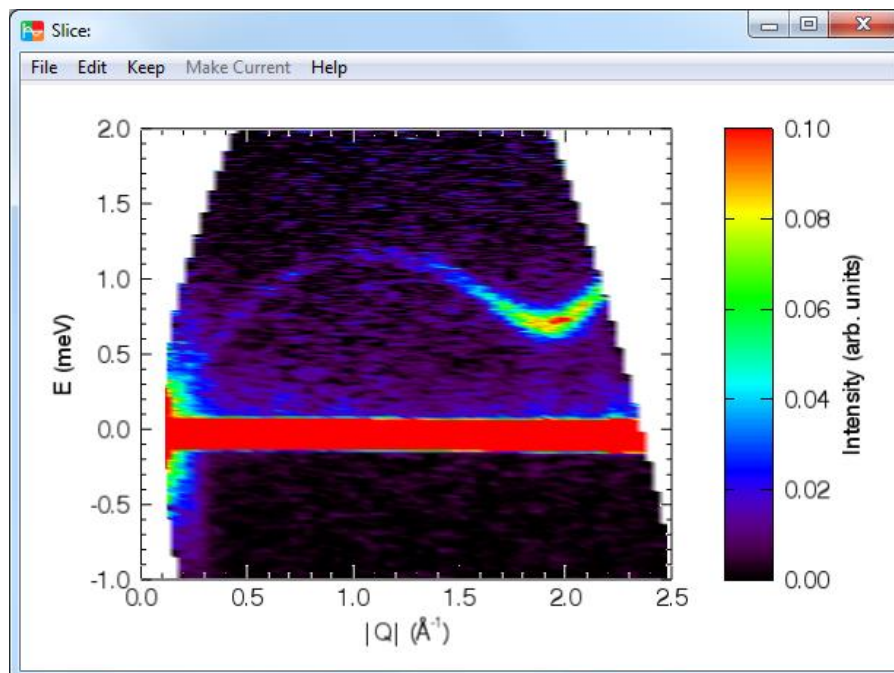 Slice:
File Edit Keep Make Current Help
2.0
1.5
1.0
0.5
0.0
-0.5
-1.0
E (meV)
0.5 1.0 1.5 2.0 2.5
|Q| (Å⁻¹)
0.10
0.08
0.06
0.04
0.02
0.00
Intensity (arb. units)